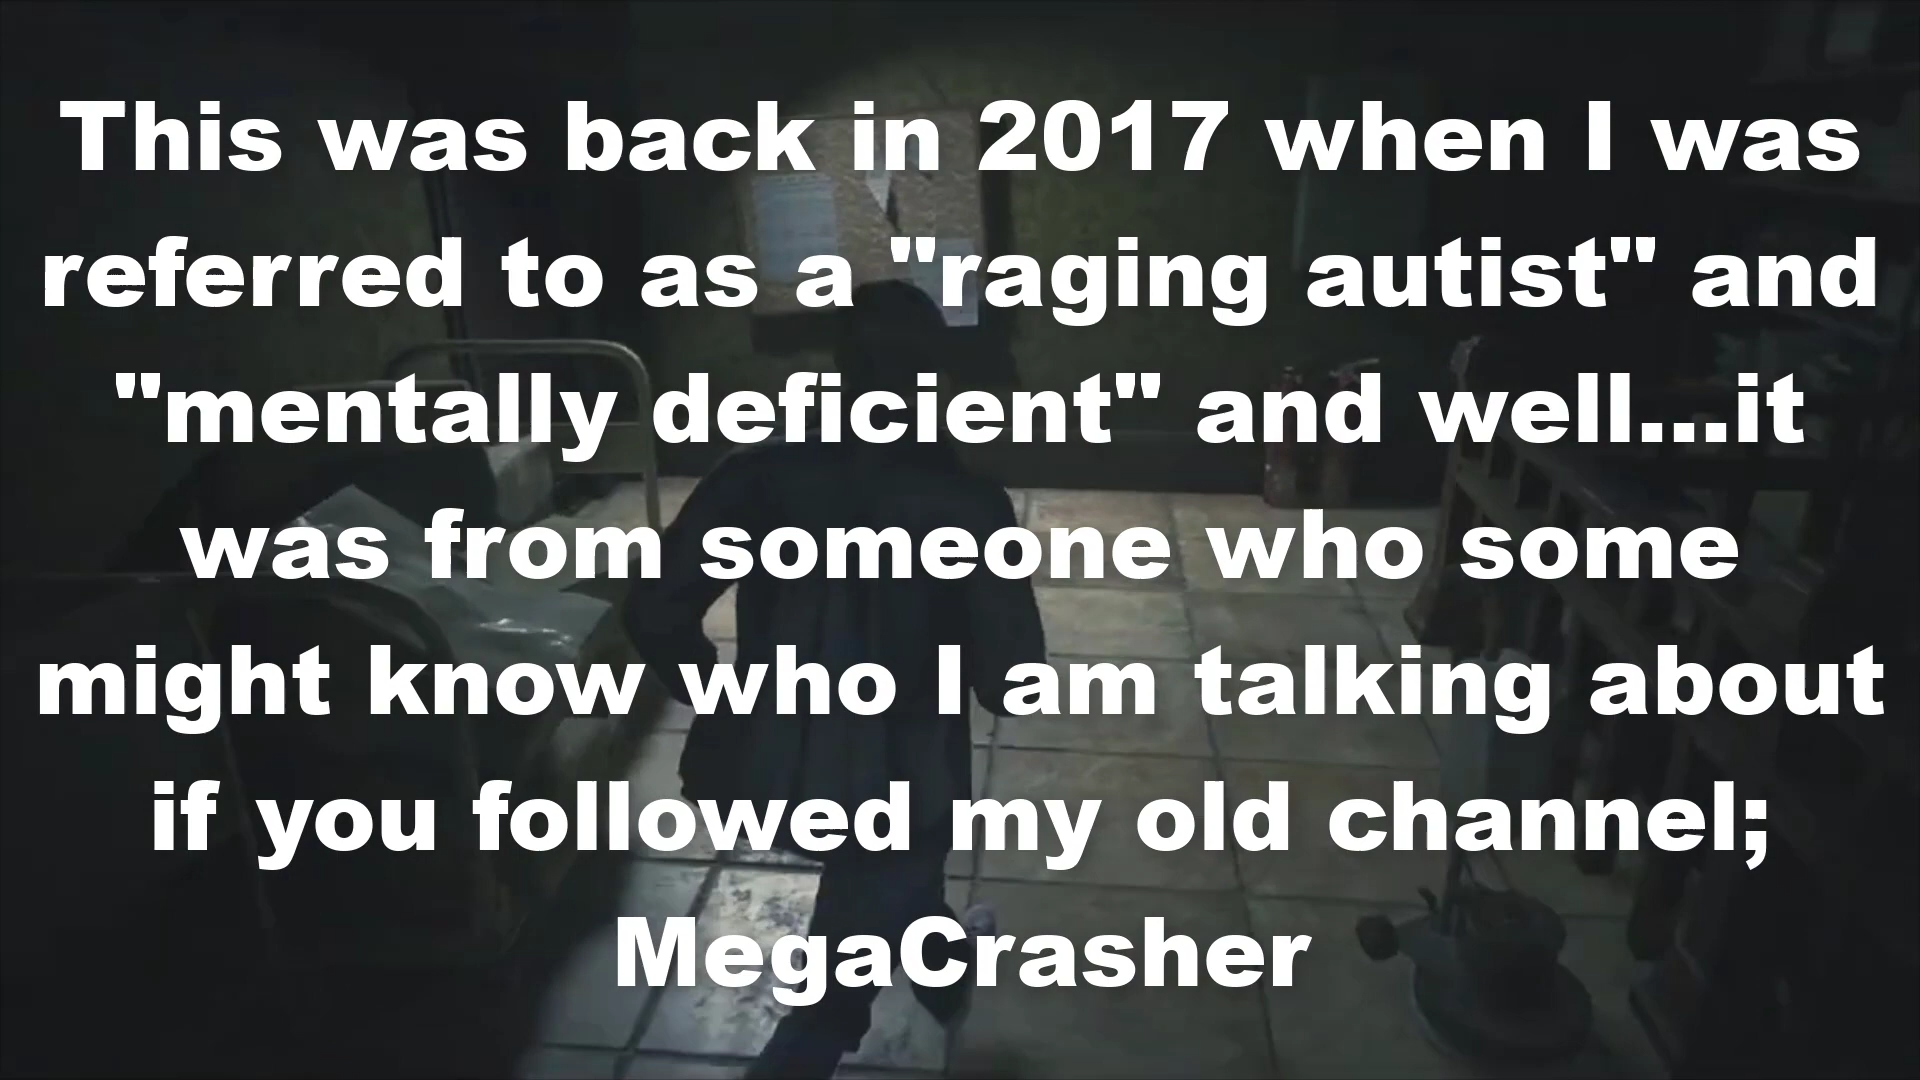 This was back in 2017 when I was
referred to as a "raging autist" and
"mentally deficient" and well...it
was from someone who some
might know who I am talking about
if you followed my old channel;
MegaCrasher